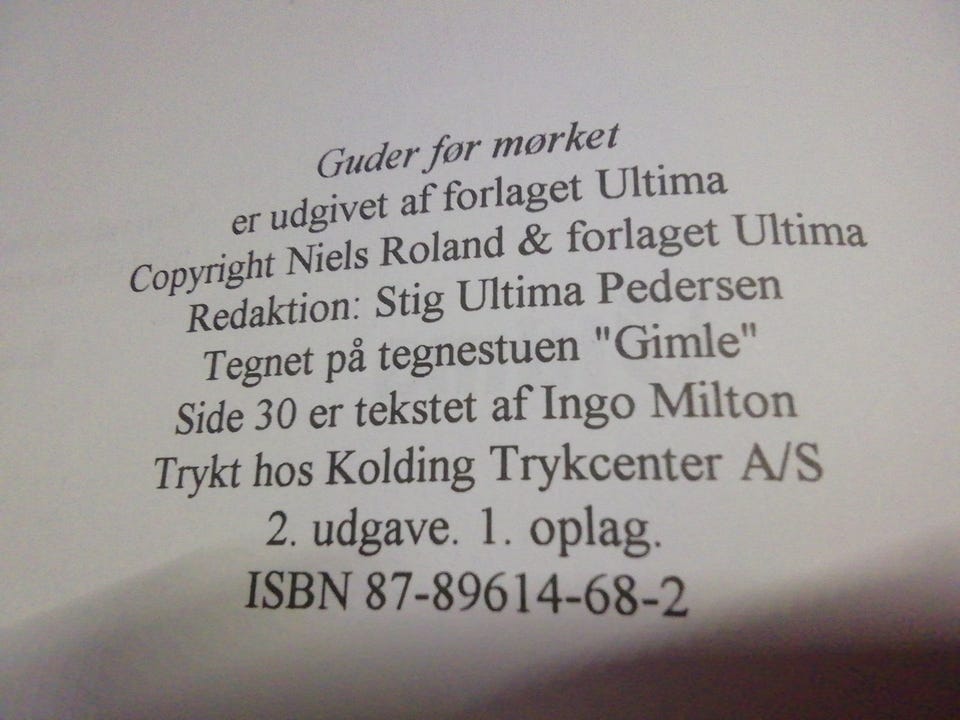 Guder før mørket
er udgivet af forlaget Ultima
Copyright Niels Roland & forlaget Ultima
Redaktion: Stig Ultima Pedersen
Tegnet på tegnestuen "Gimle"
Side 30 er tekstet af Ingo Milton
Trykt hos Kolding Trykcenter A/S
2. udgave. 1. oplag.
ISBN 87-89614-68-2